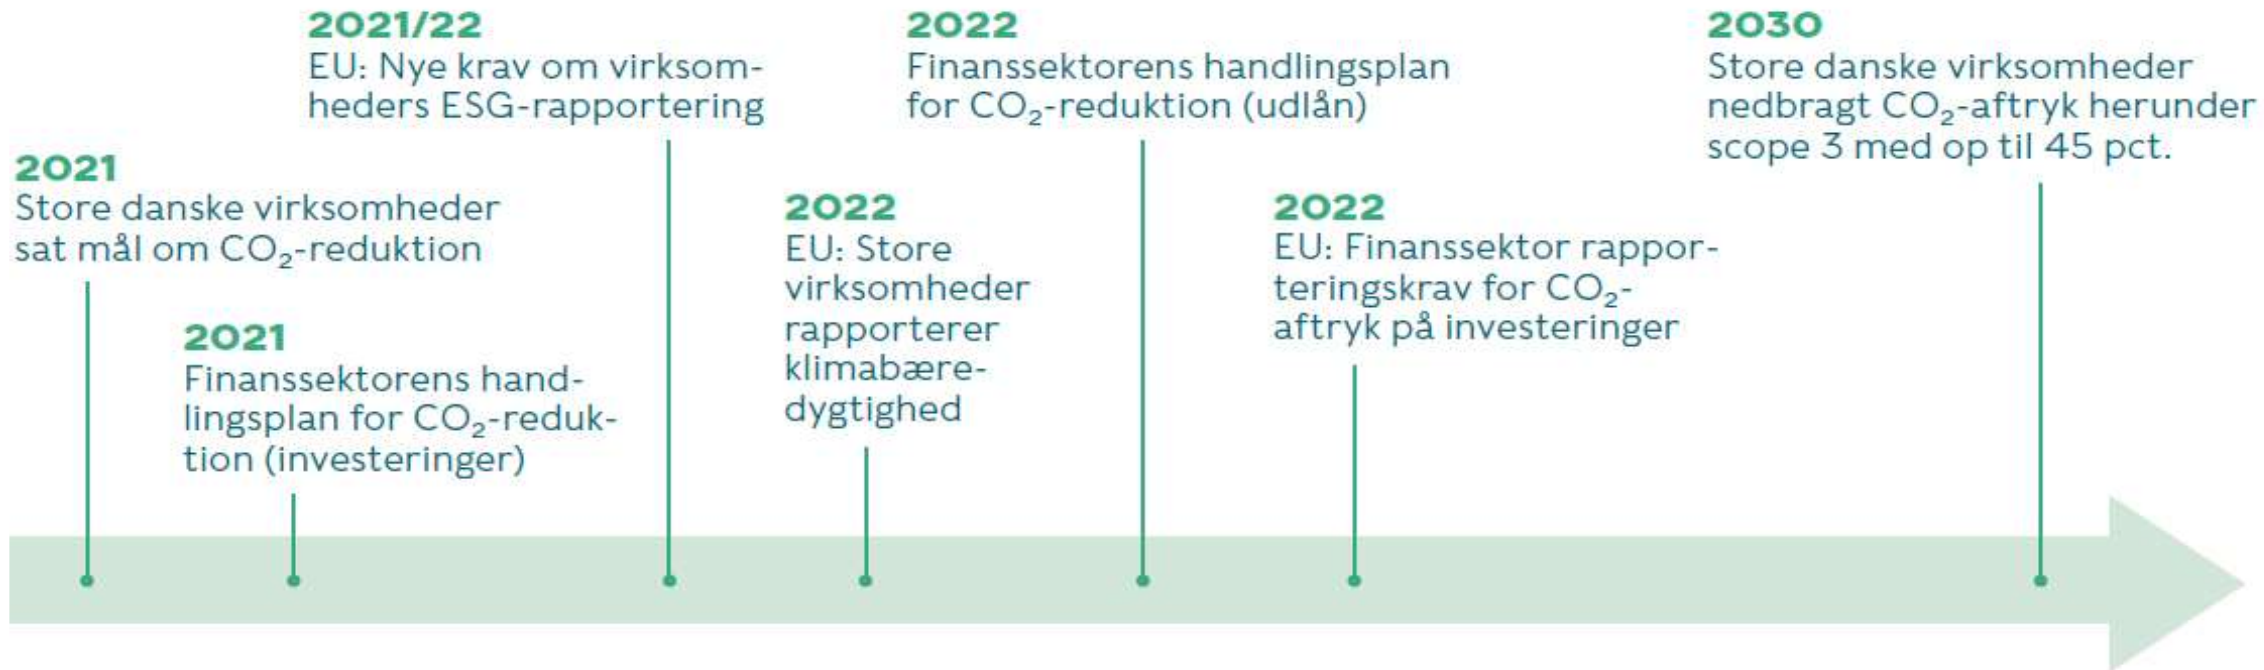 2021
Store danske virksomheder
sat mål om CO₂-reduktion
2021
Finanssektorens hand-
lingsplan for CO₂-reduk-
tion (investeringer)
2021/22
EU: Nye krav om virksom-
heders ESG-rapportering
2022
EU: Store
virksomheder
rapporterer
klimabære-
dygtighed
2022
Finanssektorens handlingsplan
for CO₂-reduktion (udlån)
2022
EU: Finanssektor rappor-
teringskrav for CO₂-
aftryk på investeringer
2030
Store danske virksomheder
nedbragt CO₂-aftryk herunder
scope 3 med op til 45 pct.